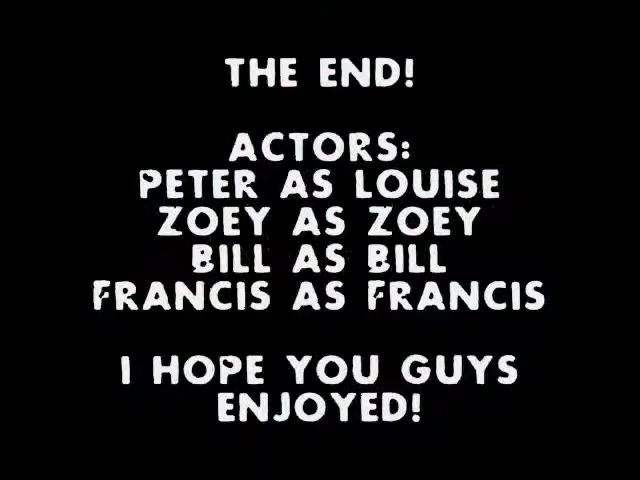 THE END!
ACTORS:
PETER AS LOUISE
ZOEY AS ZOEY
BILL AS BILL
FRANCIS AS FRANCIS
I HOPE YOU GUYS
ENJOYED!